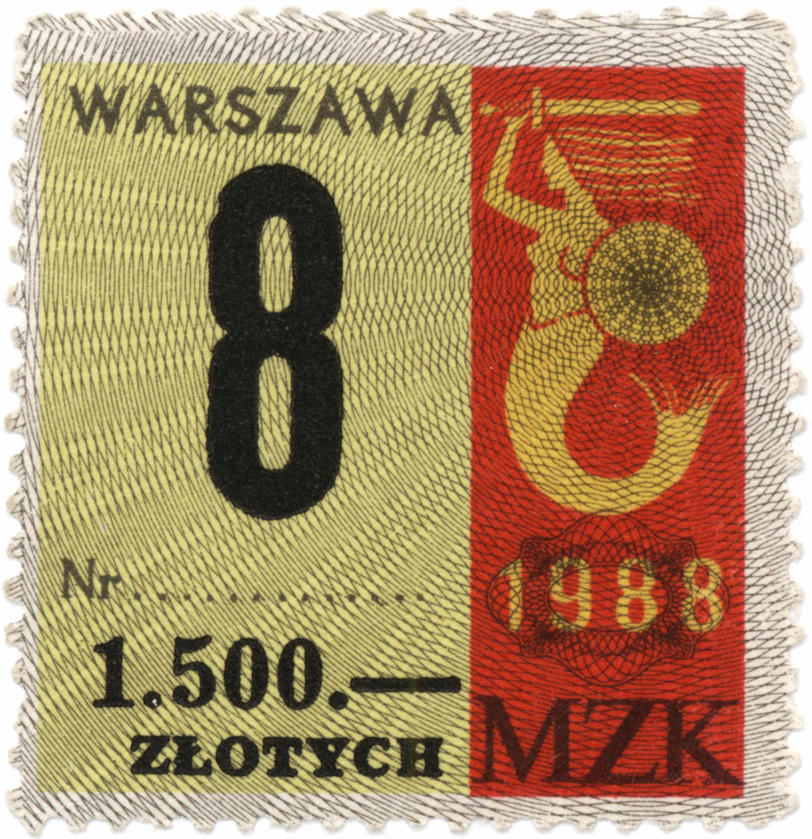 WARSZAWA
8
Nr..................
1.500.—
ZŁOTYCH
1988
MZK